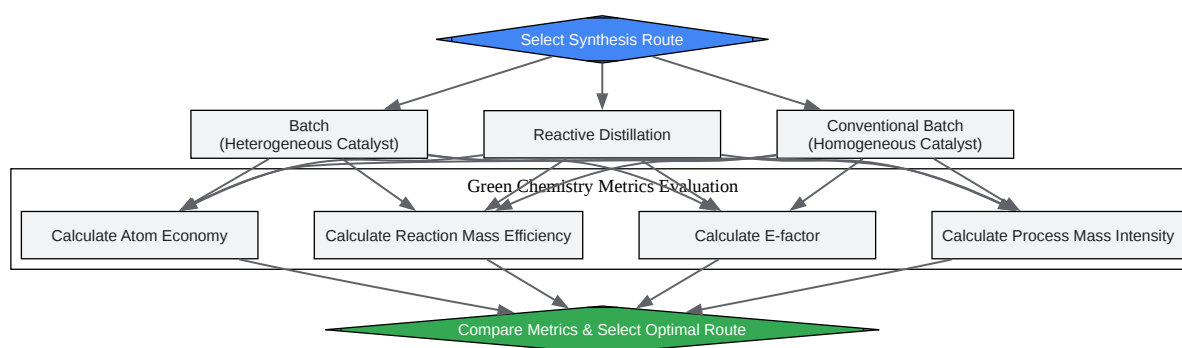 Select Synthesis Route
Batch
(Heterogeneous Catalyst)
Reactive Distillation
Conventional Batch
(Homogeneous Catalyst)
Green Chemistry Metrics Evaluation
Calculate Atom Economy
Calculate Reaction Mass Efficiency
Calculate E-factor
Calculate Process Mass Intensity
Compare Metrics & Select Optimal Route